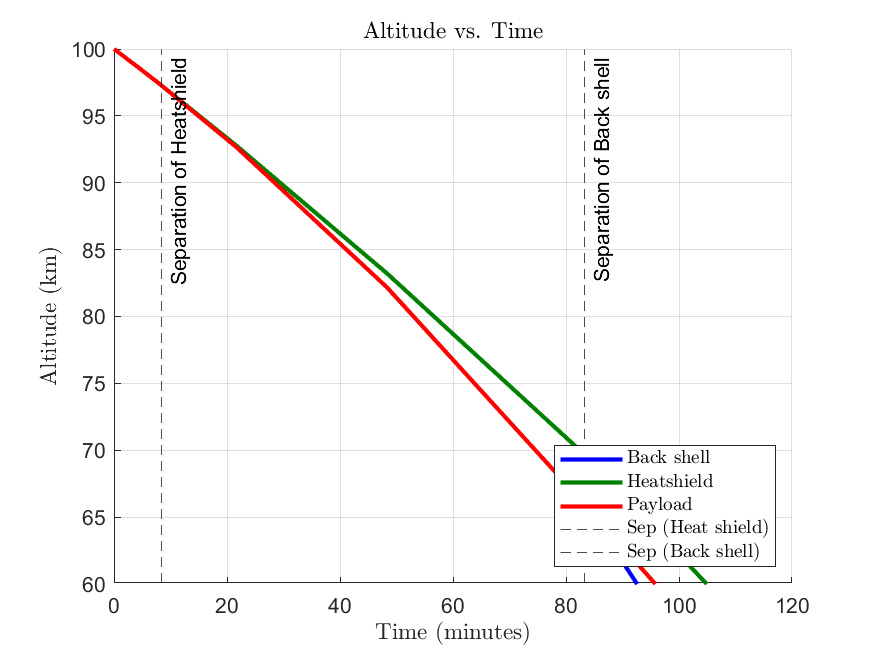 Altitude vs. Time
100
95
90
85
80
75
70
65
60
Altitude (km)
Separation of Heatshield
Separation of Back shell
Back shell
Heatshield
Payload
Sep (Heat shield)
Sep (Back shell)
0
20
40
60
80
100
120
Time (minutes)